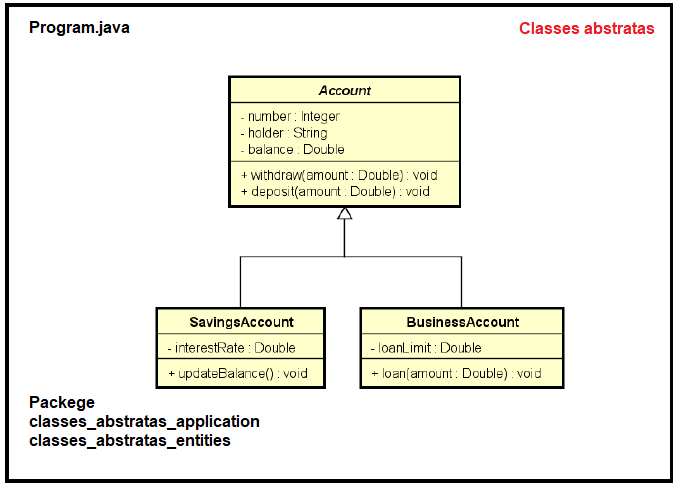 Program.java
Classes abstratas
Account
- number : Integer
- holder : String
- balance : Double
+ withdraw(amount : Double) : void
+ deposit(amount : Double) : void
SavingsAccount
- interestRate : Double
+ updateBalance() : void
BusinessAccount
- loanLimit : Double
+ loan(amount : Double) : void
Packege
classes_abstratas_application
classes_abstratas_entities